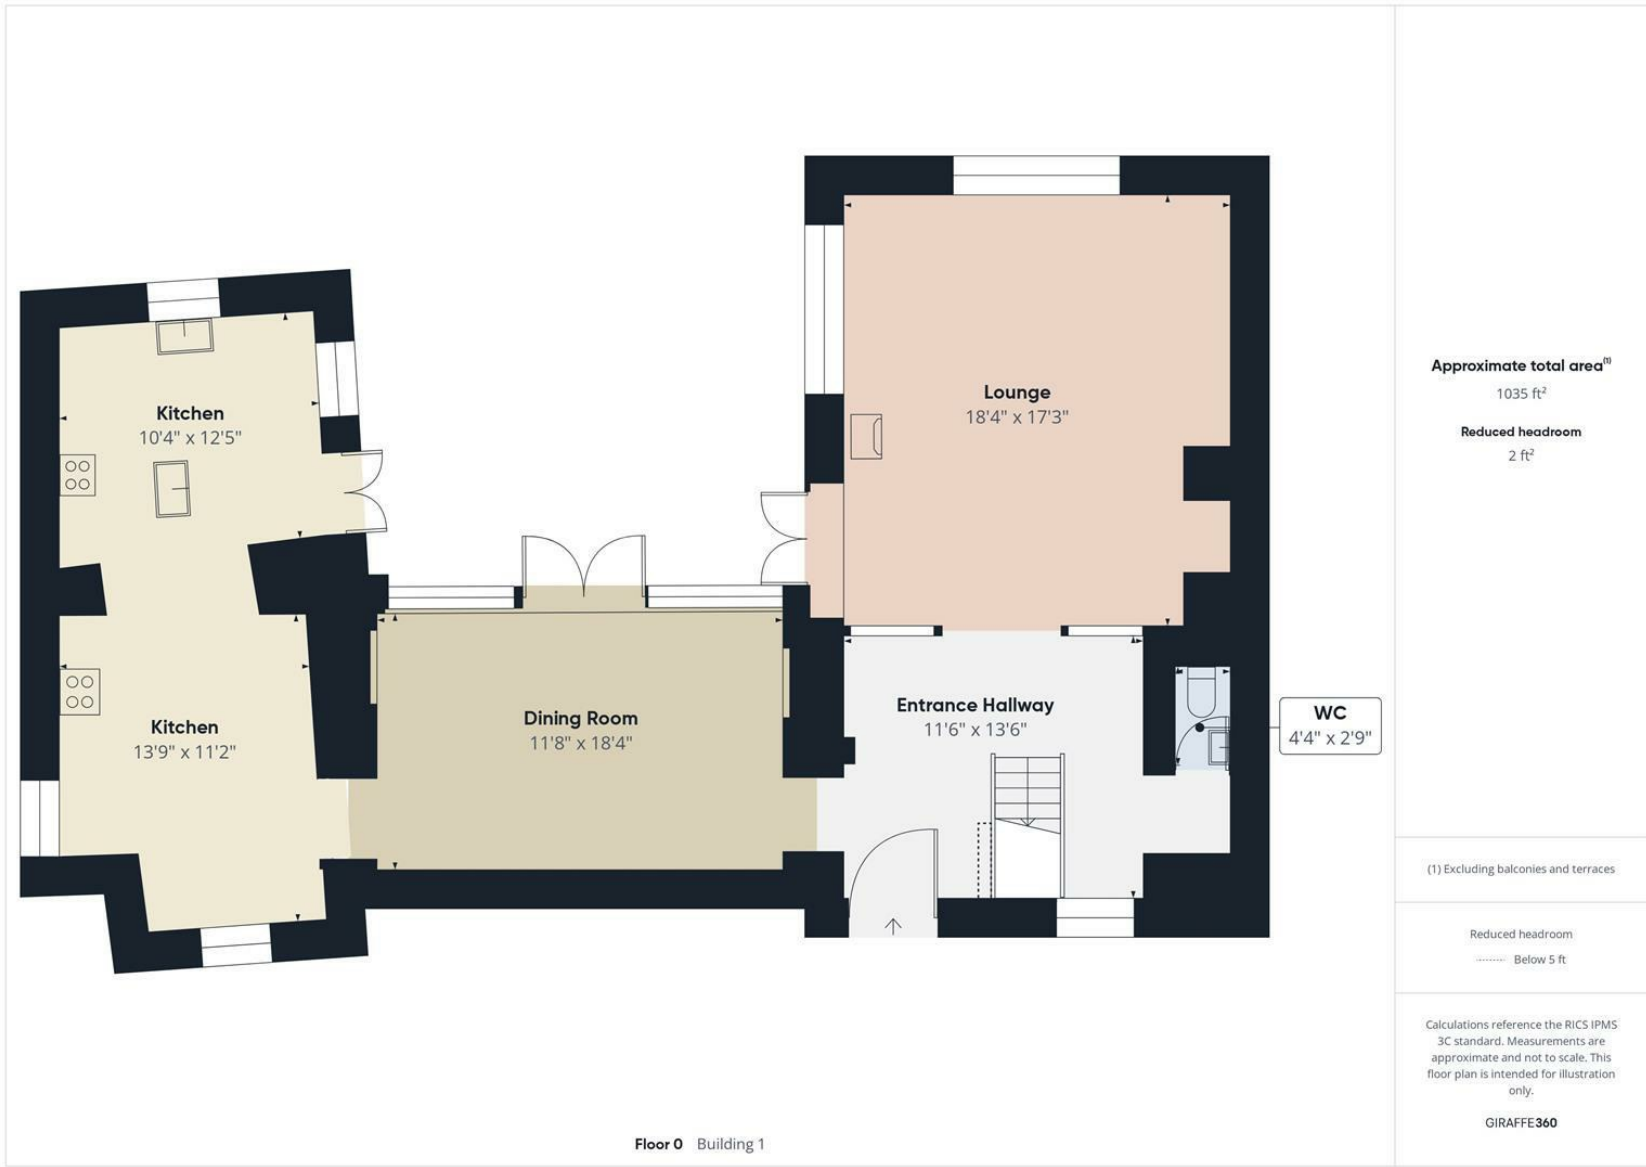 Kitchen
10'4" x 12'5"
Kitchen
13'9" x 11'2"
Dining Room
11'8" x 18'4"
Lounge
18'4" x 17'3"
Entrance Hallway
11'6" x 13'6"
WC
4'4" x 2'9"
Floor 0 Building 1
Approximate total area(1)
1035 ft²
Reduced headroom
2 ft²
(1) Excluding balconies and terraces
Reduced headroom
Below 5 ft
Calculations reference the RICS IPMS
3C standard. Measurements are
approximate and not to scale. This
floor plan is intended for illustration
only.
GIRAFFE360